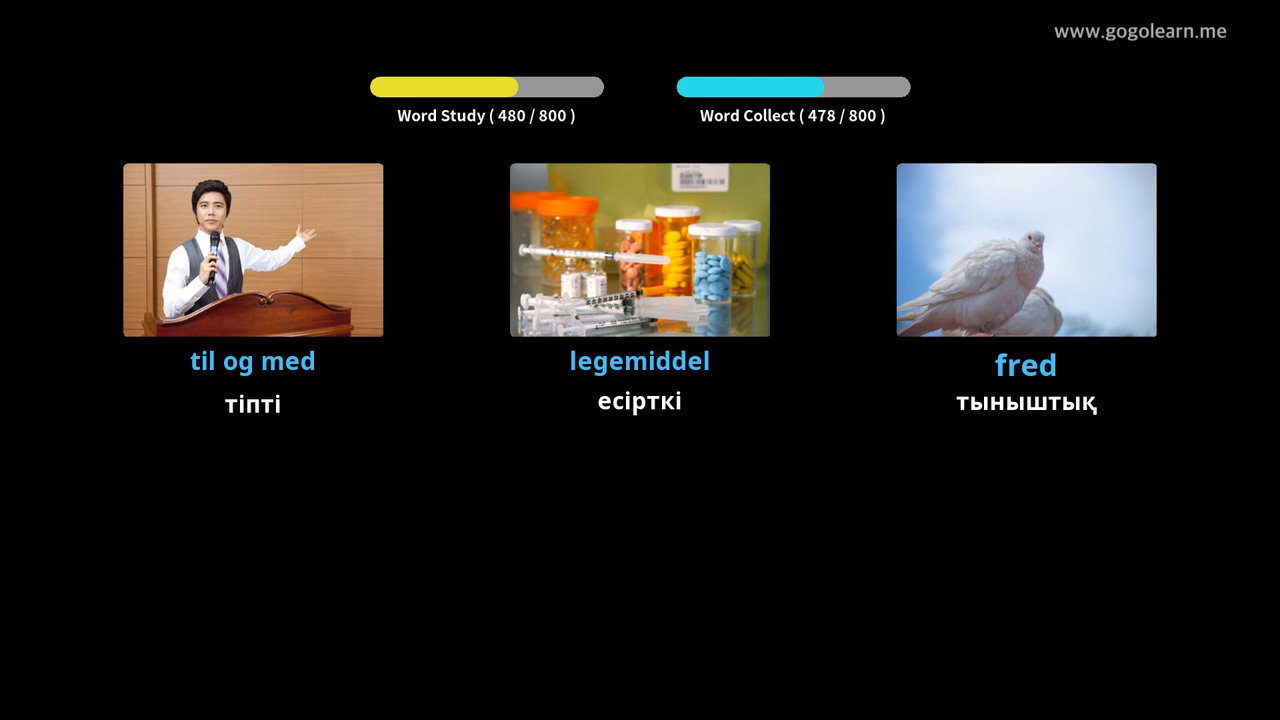 www.gogolearn.me
Word Study ( 480 / 800 )
Word Collect ( 478 / 800 )
til og med
legemiddel
fred
тіпті
есірткі
тыныштық